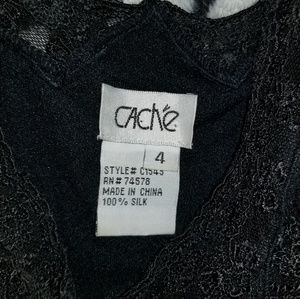 CAChé
4
STYLE# C1545
RN# 74578
MADE IN CHINA
100% SILK